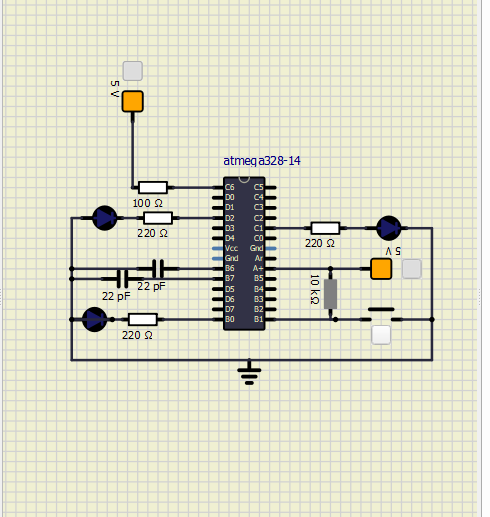 5 V
atmega328-14
100 Ω
C6 C5
D0 C4
D1 C3
D2 C2
D3 C1
D4 C0
Vcc Gnd
Gnd Ar
B6 A+
B7 B5
D5 B4
D6 B3
D7 B2
B0 B1
220 Ω
220 Ω
5 V
22 pF
22 pF
10 kΩ
220 Ω